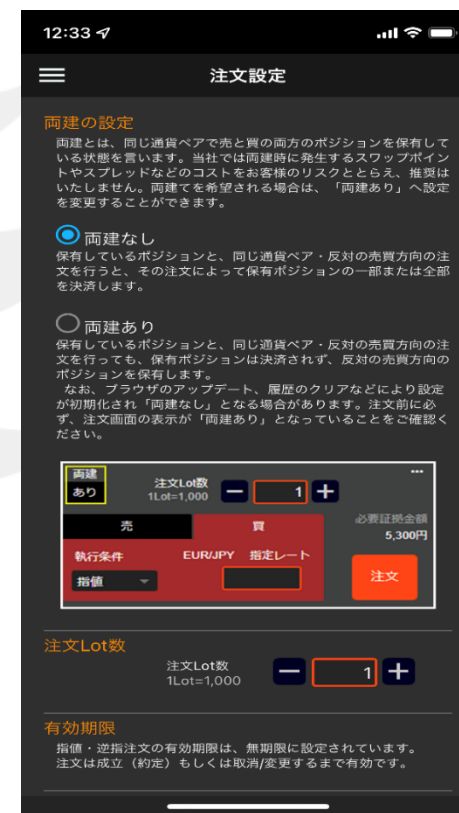 12:33
注文設定
両建の設定
両建とは、同じ通貨ペアで売と買の両方のポジションを保有して
いる状態を言います。当社では両建時に発生するスワップポイン
トやスプレッドなどのコストをお客様のリスクととらえ、推奨は
いたしません。両建てを希望される場合は、「両建あり」へ設定
を変更することができます。
両建なし
保有しているポジションと、同じ通貨ペア・反対の売買方向の注
文を行うと、その注文によって保有ポジションの一部または全部
を決済します。
両建あり
保有しているポジションと、同じ通貨ペア・反対の売買方向の注
文を行っても、保有ポジションは決済されず、反対の売買方向の
ポジションを保有します。
なお、ブラウザのアップデート、履歴のクリアなどにより設定
が初期化され「両建なし」となる場合があります。注文前に必
ず、注文画面の表示が「両建あり」となっていることをご確認く
ださい。
両建
あり
注文Lot数
1Lot=1,000
1
売
買
必要証拠金額
5,300円
執行条件
EUR/JPY 指定レート
指値
注文
注文Lot数
注文Lot数
1Lot=1,000
1
有効期限
指値・逆指注文の有効期限は、無期限に設定されています。
注文は成立（約定）もしくは取消/変更するまで有効です。